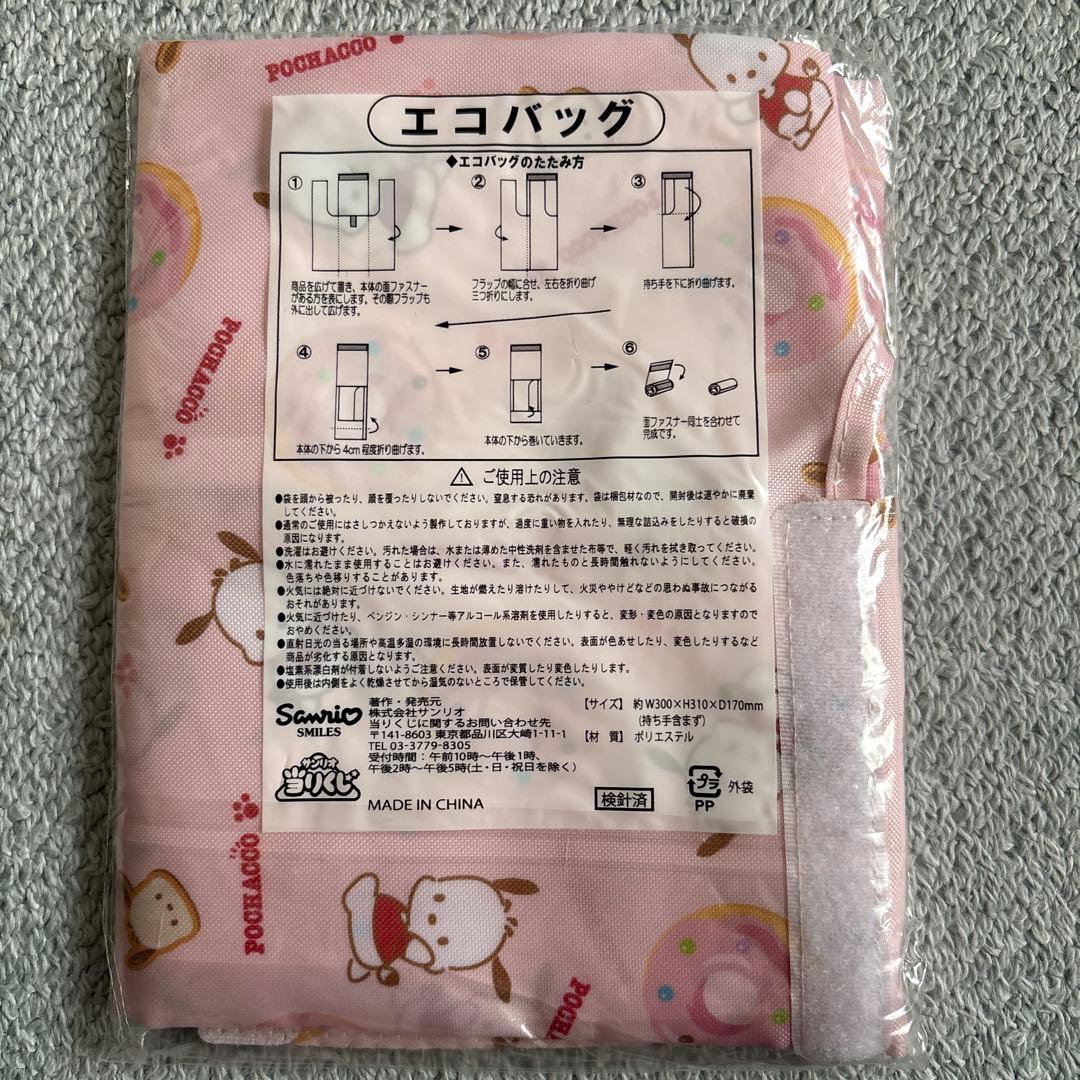 POCHACCO
エコバッグ
◆エコバッグのたたみ方
①
②
③
商品を広げて置き、本体の面ファスナー
がある方を表にします。その際フラップも
外に出して広げます。
フラップの幅に合せ、左右を折り曲げ
三つ折りにします。
持ち手を下に折り曲げます。
POCHACCO
POCHACCO
④
⑤
⑥
本体の下から4cm程度折り曲げます。
本体の下から巻いていきます。
面ファスナー同士を合わせて
完成です。
⚠ ご使用上の注意
●袋を頭から被ったり、顔を覆ったりしないでください。窒息する恐れがあります。袋は梱包材なので、開封後は速やかに廃棄
してください。
●通常のご使用にはさしつかえないよう製作しておりますが、過度に重い物を入れたり、無理な詰込みをしたりすると破損の
原因になります。
●洗濯はお避けください。汚れた場合は、水または薄めた中性洗剤を含ませた布等で、軽く汚れを拭き取ってください。
●水に濡れたまま使用することはお避けください。また、濡れたものと長時間触れないようにしてください。
色落ちや色移りすることがあります。
●火気には絶対に近づけないでください。生地が燃えたり溶けたりして、火災ややけどなどの思わぬ事故につながる
おそれがあります。
●火気に近づけたり、ベンジン・シンナー等アルコール系溶剤を使用したりすると、変形・変色の原因となりますので
おやめください。
●直射日光の当る場所や高温多湿の環境に長時間放置しないでください。表面が色あせしたり、変色したりするなど
商品が劣化する原因となります。
●塩素系漂白剤が付着しないようご注意ください。表面が変質したり変色したりします。
●使用後は内側をよく乾燥させてから湿気のないところで保管してください。
Sanrio
SMILES
著作・発売元
株式会社サンリオ
当りくじに関するお問い合わせ先
〒141-8603 東京都品川区大崎1-11-1
TEL 03-3779-8305
受付時間：午前10時〜午後1時、
午後2時〜午後5時(土・日・祝日を除く)
【サイズ】 約W300×H310×D170mm
(持ち手含まず)
【材 質】 ポリエステル
サンリオ
当りくじ
MADE IN CHINA
検針済
プラ
PP
外袋
POCHACCO
POCHACCO